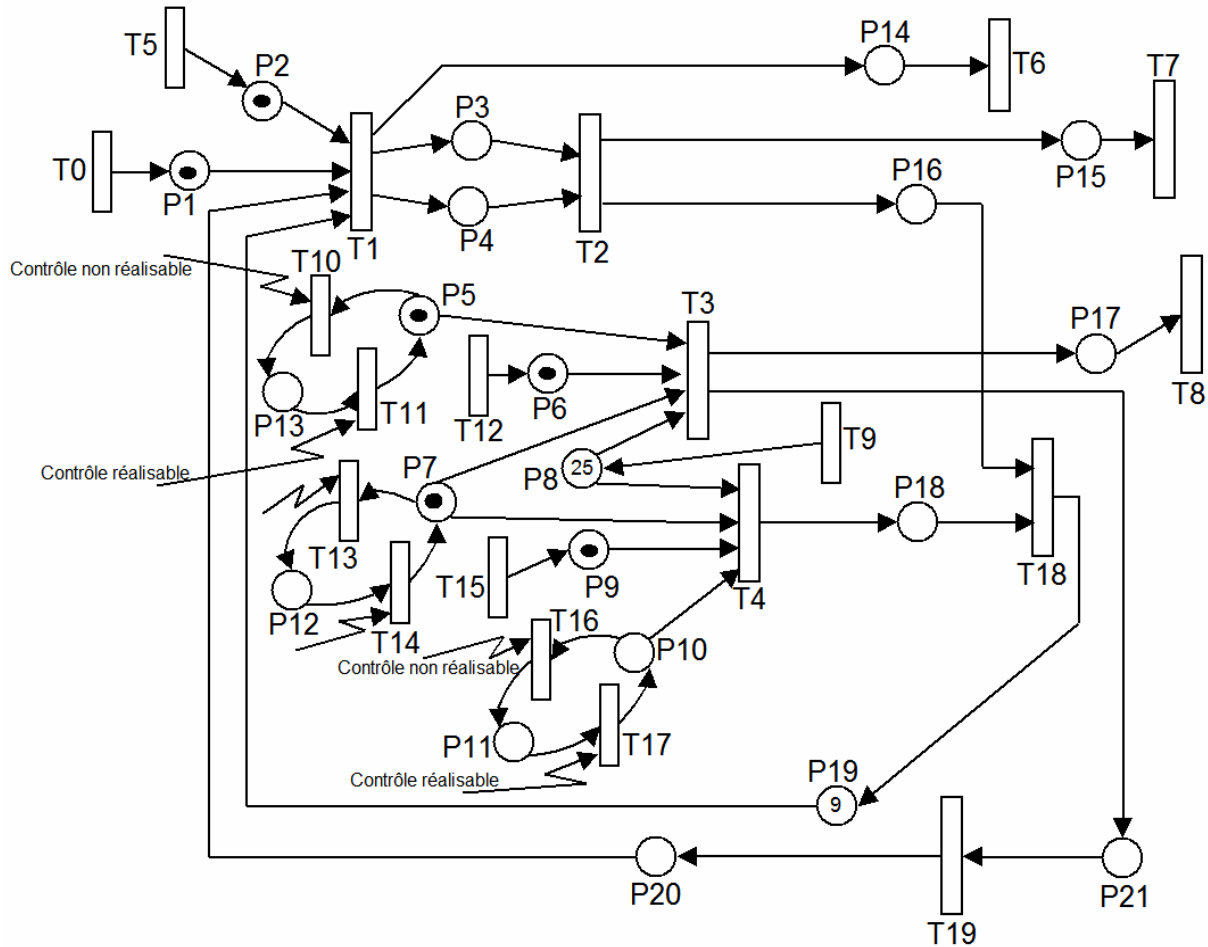 T5
P2
P14
T6
T7
P3
T0
P1
P15
P16
T1
P4
T2
Contrôle non réalisable
T10
P5
T3
P17
T8
P13
T11
T12
P6
T9
Contrôle réalisable
P7
P8
25
P18
T13
T15
P9
T4
T18
P12
T14
T16
P10
Contrôle non réalisable
P11
T17
Contrôle réalisable
P19
9
P20
T19
P21